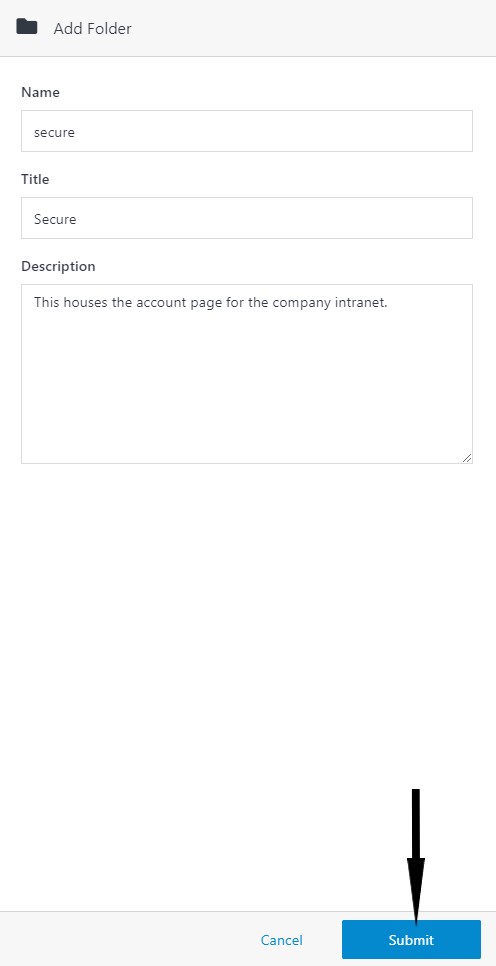 Add Folder
Name
secure
Title
Secure
Description
This houses the account page for the company intranet.
Cancel
Submit